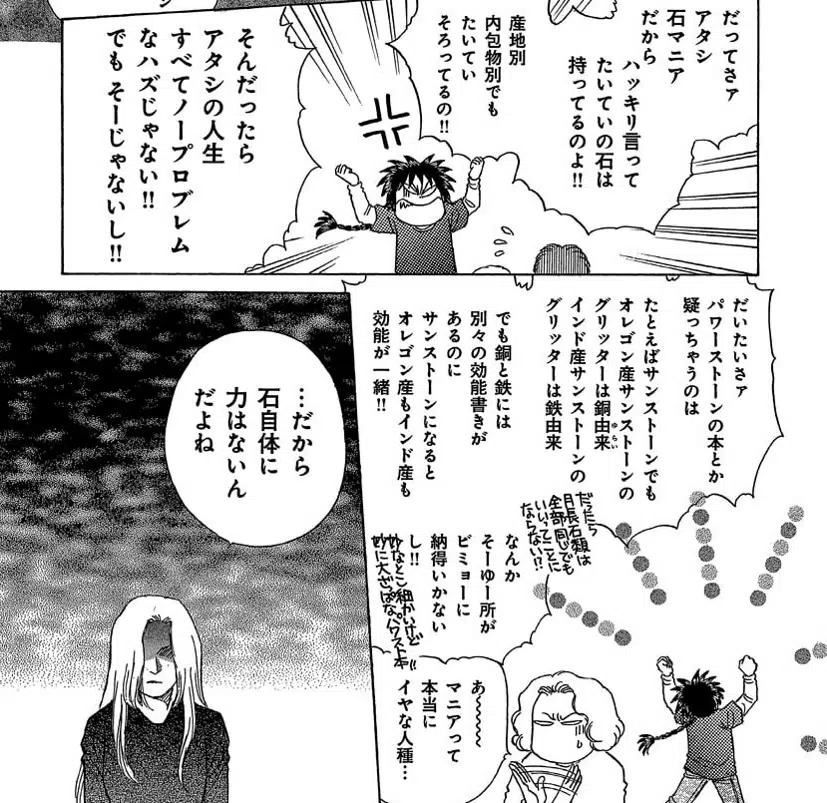 だってさァ
アタシ
石マニア
だから
ハッキリ言って
たいていの石は
持ってるのよ!!
産地別
内包物別でも
たいてい
そろってるの!!
そんだったら
アタシの人生
すべてノープロブレム
なハズじゃない!!
でも そーじゃないし!!
だいたいさァ
パワーストーンの本とか
疑っちゃうのは
たとえばサンストーンでも
オレゴン産サンストーンの
グリッターは銅由来
ゆらい
インド産サンストーンの
グリッターは鉄由来
でも銅と鉄には
別々の効能書きが
あるのに
サンストーンになると
オレゴン産もインド産も
効能が一緒!!
だったら
月長石類は
全部同じでも
いいってことに
ならない!?
なんか
そーゆー所が
ビミョーに
納得いかない
し!!
妙なとこ細かいけど
妙に大ざっぱな
あ〜〜〜〜
マニアって
本当に
イヤな人種…
…だから
石自体に
力はないん
だよね